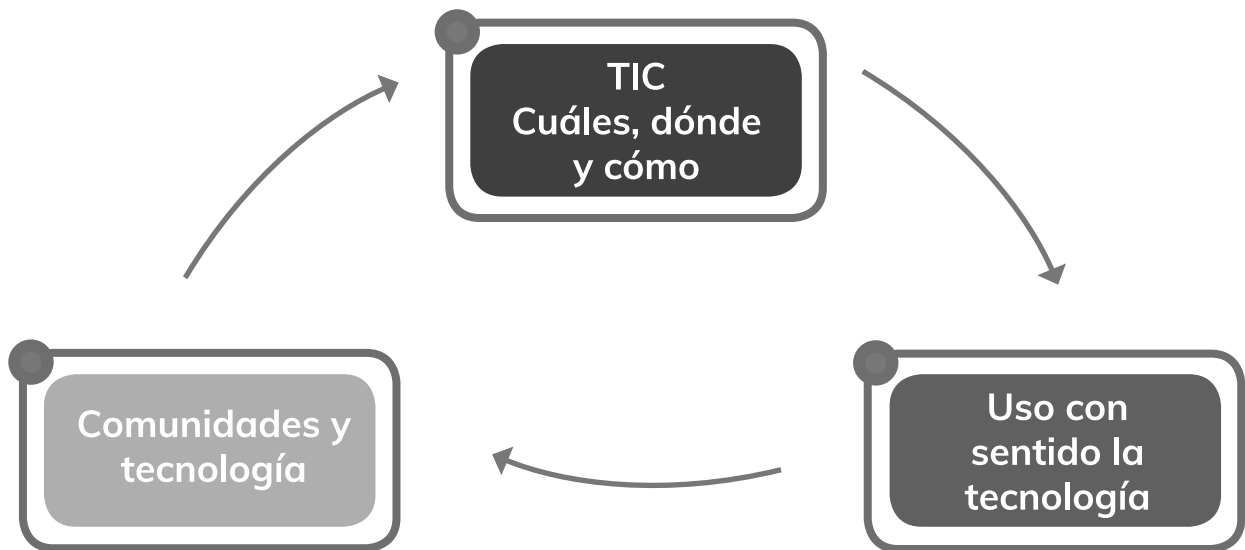 TIC
Cuáles, dónde
y cómo
Comunidades y
tecnología
Uso con
sentido la
tecnología